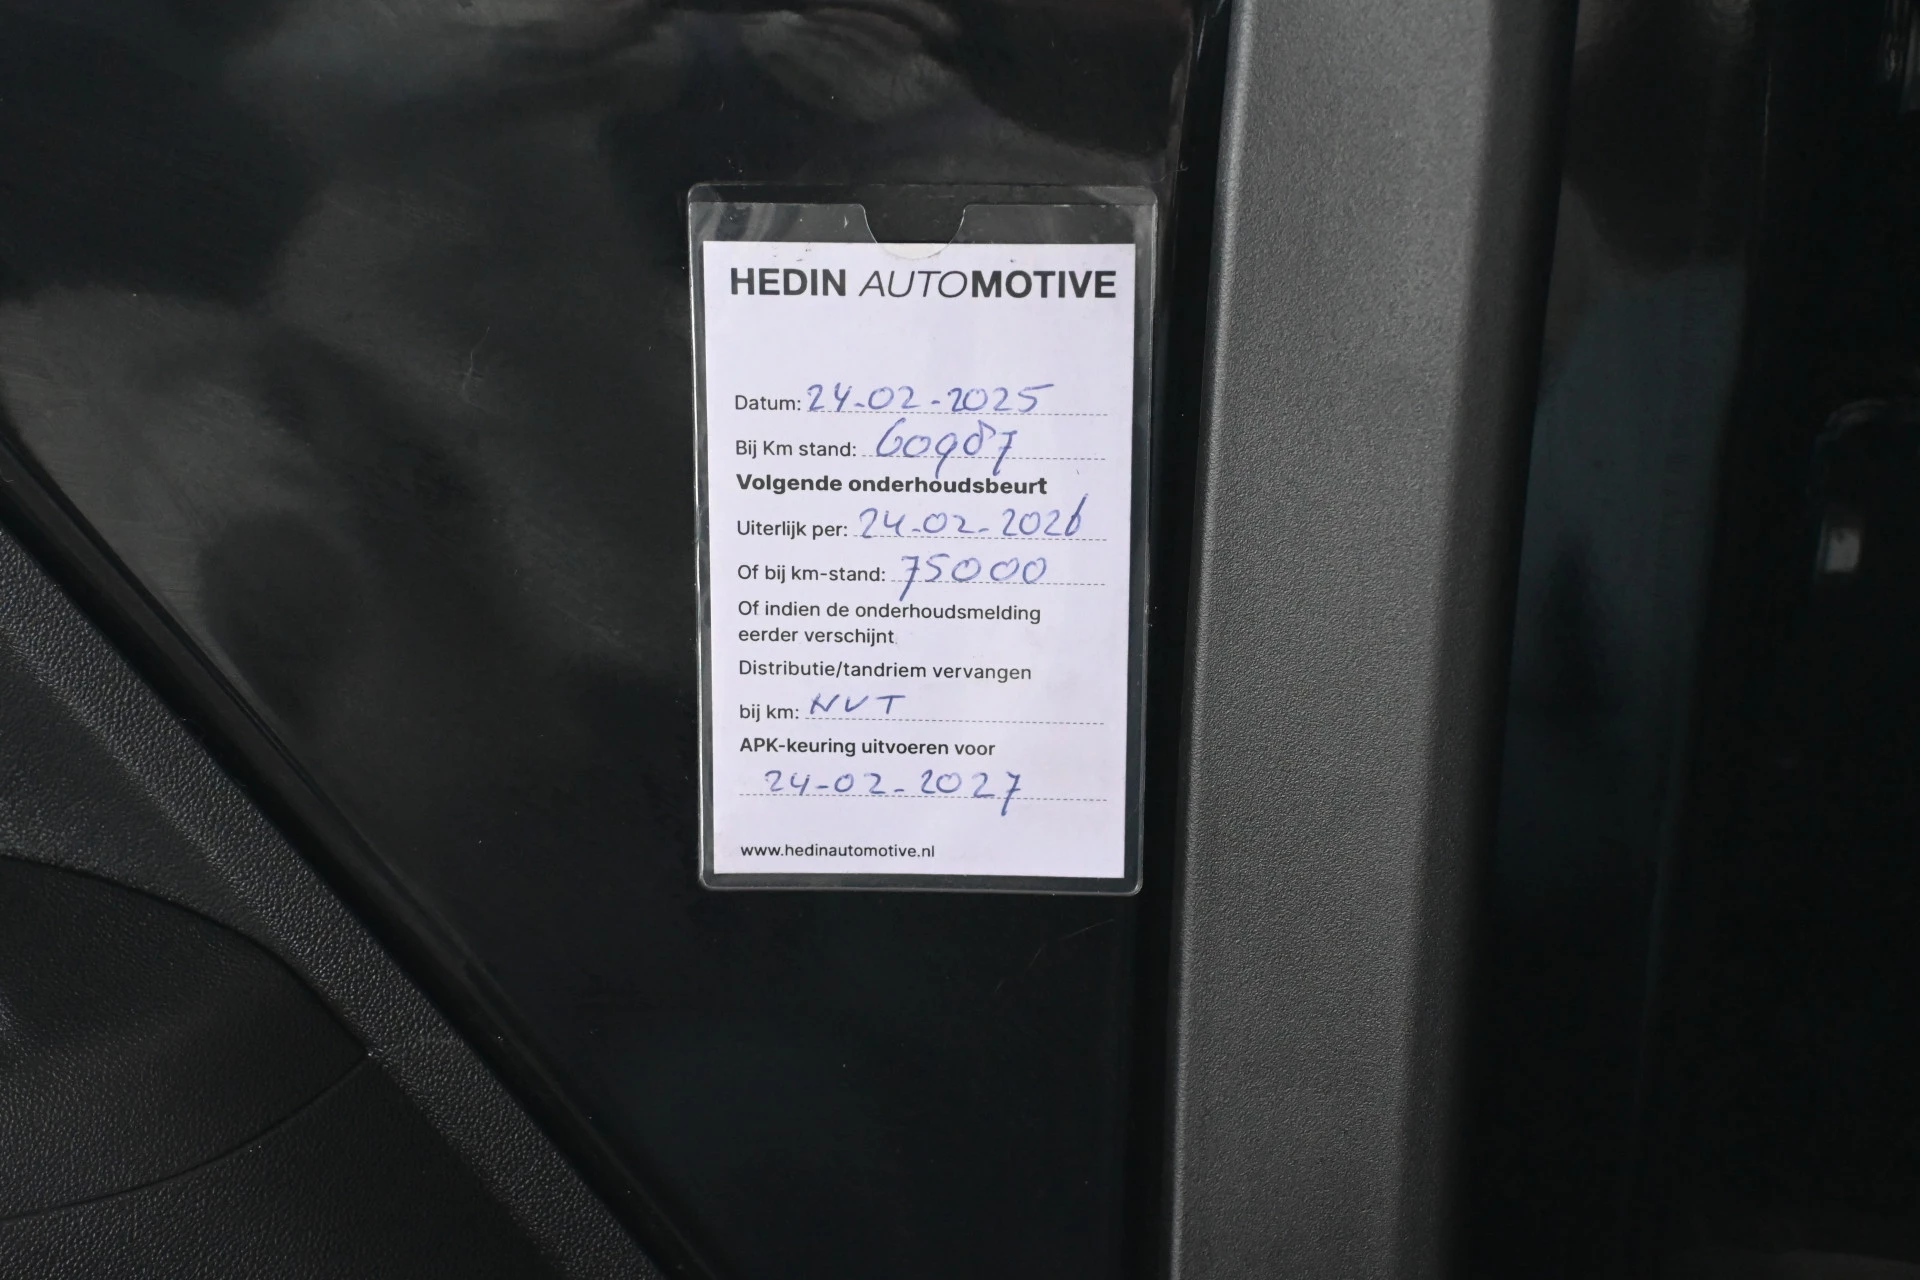 HEDIN AUTOMOTIVE
Datum: 24-02-2025
Bij Km stand: 60987
Volgende onderhoudsbeurt
Uiterlijk per: 24-02-2026
Of bij km-stand: 75000
Of indien de onderhoudsmelding
eerder verschijnt
Distributie/tandriem vervangen
bij km: NVT
APK-keuring uitvoeren voor
24-02-2027
www.hedinautomotive.nl